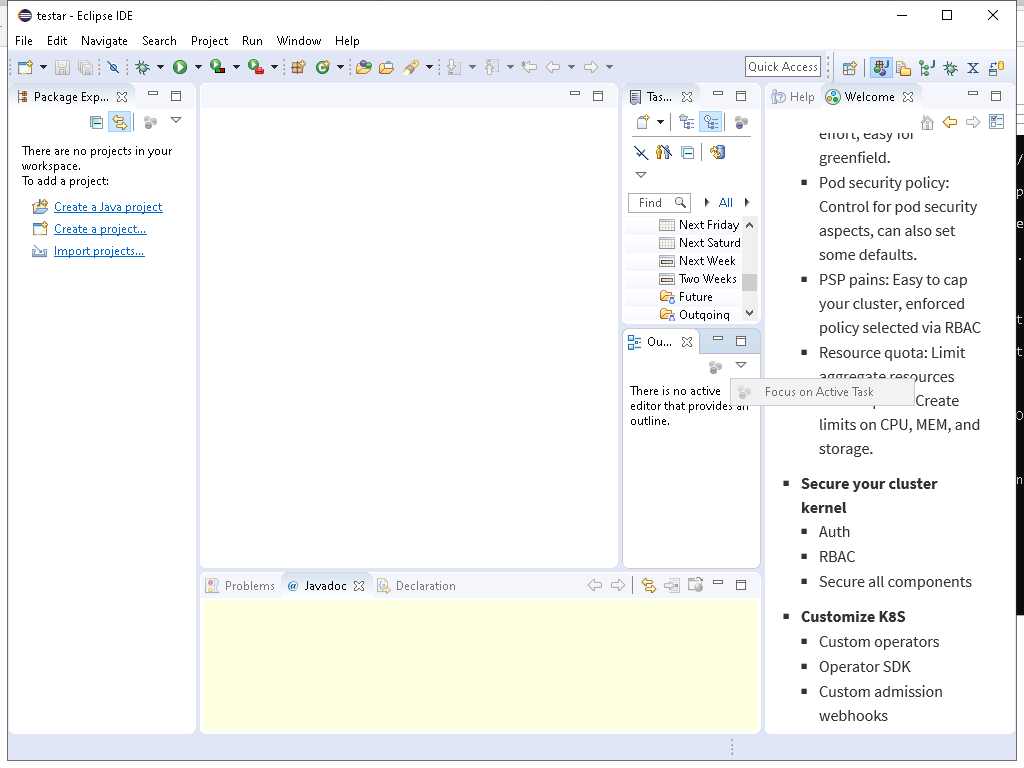 testar - Eclipse IDE
File Edit Navigate Search Project Run Window Help
Quick Access
Package Exp...
There are no projects in your
workspace.
To add a project:
Create a Java project
Create a project...
Import projects...
Tas...
Find
All
Next Friday
Next Saturd
Next Week
Two Weeks
Future
Outgoing
Ou...
There is no active
editor that provides an
outline.
Focus on Active Task
Problems
@ Javadoc
Declaration
Help
Welcome
effort, easy for
greenfield.
Pod security policy:
Control for pod security
aspects, can also set
some defaults.
PSP pains: Easy to cap
your cluster, enforced
policy selected via RBAC
Resource quota: Limit
aggregate resources
Create
limits on CPU, MEM, and
storage.
Secure your cluster
kernel
Auth
RBAC
Secure all components
Customize K8S
Custom operators
Operator SDK
Custom admission
webhooks